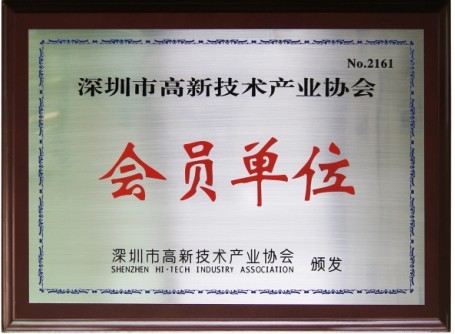 No.2161
深圳市高新技术产业协会
会员单位
深圳市高新技术产业协会
SHENZHEN HI-TECH INDUSTRY ASSOCIATION
颁发